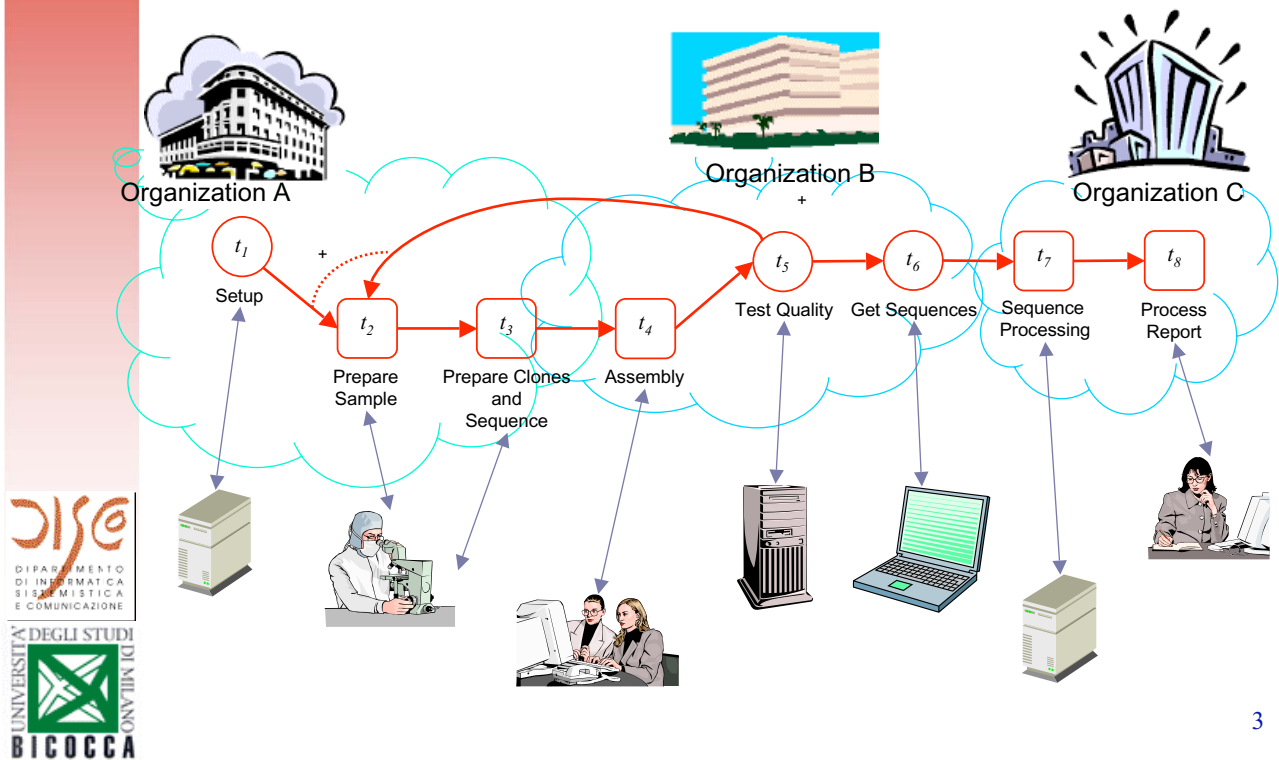 Organization A
Organization B
Organization C
+
+
t1
t2
t3
t4
t5
t6
t7
t8
Setup
Prepare
Sample
Prepare Clones
and
Sequence
Assembly
Test Quality
Get Sequences
Sequence
Processing
Process
Report
DISCO
DIPARTIMENTO
DI INFORMATICA
SISTEMISTICA
E COMUNICAZIONE
UNIVERSITA' DEGLI STUDI DI MILANO
BICOCCA
3